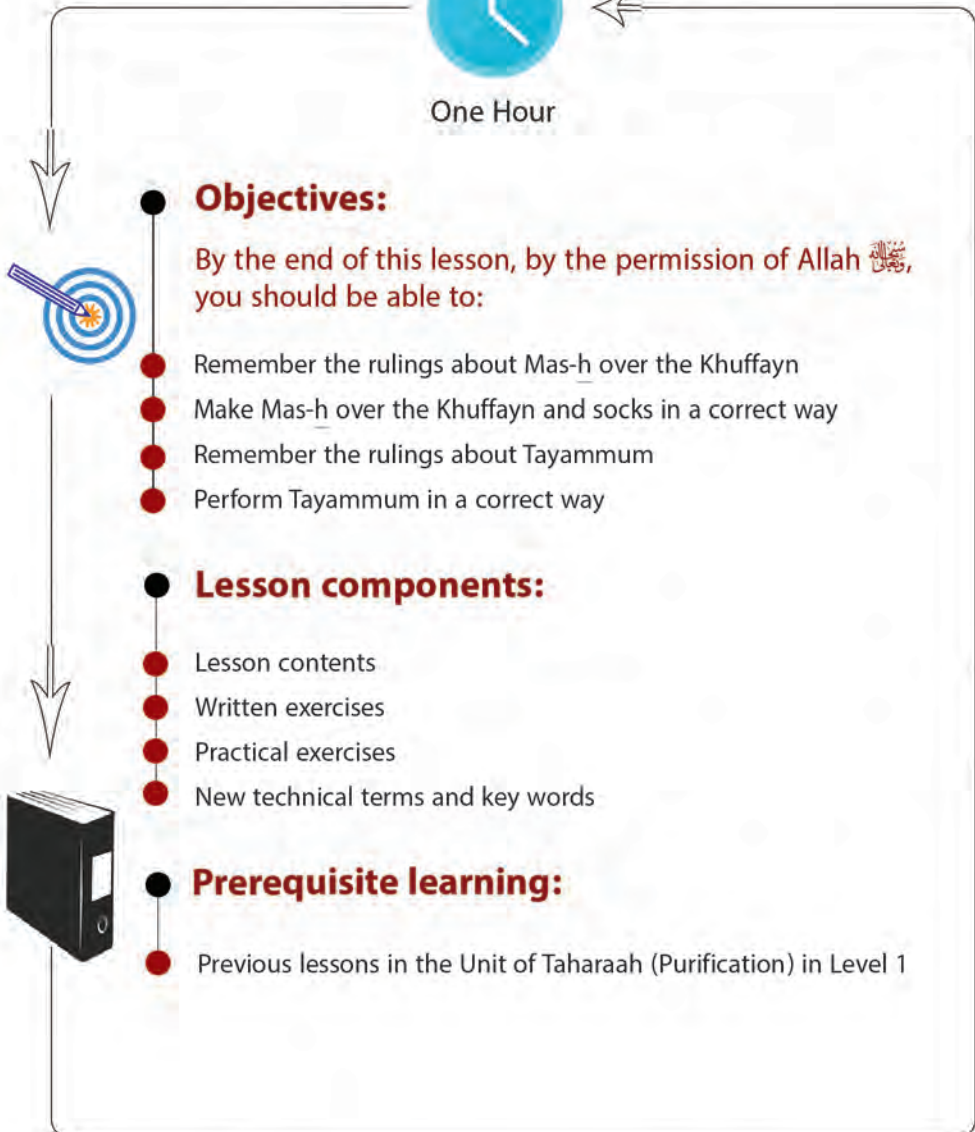 One Hour
Objectives:
By the end of this lesson, by the permission of Allah سبحانه وتعالى,
you should be able to:
Remember the rulings about Mas-h over the Khuffayn
Make Mas-h over the Khuffayn and socks in a correct way
Remember the rulings about Tayammum
Perform Tayammum in a correct way
Lesson components:
Lesson contents
Written exercises
Practical exercises
New technical terms and key words
Prerequisite learning:
Previous lessons in the Unit of Taharaah (Purification) in Level 1